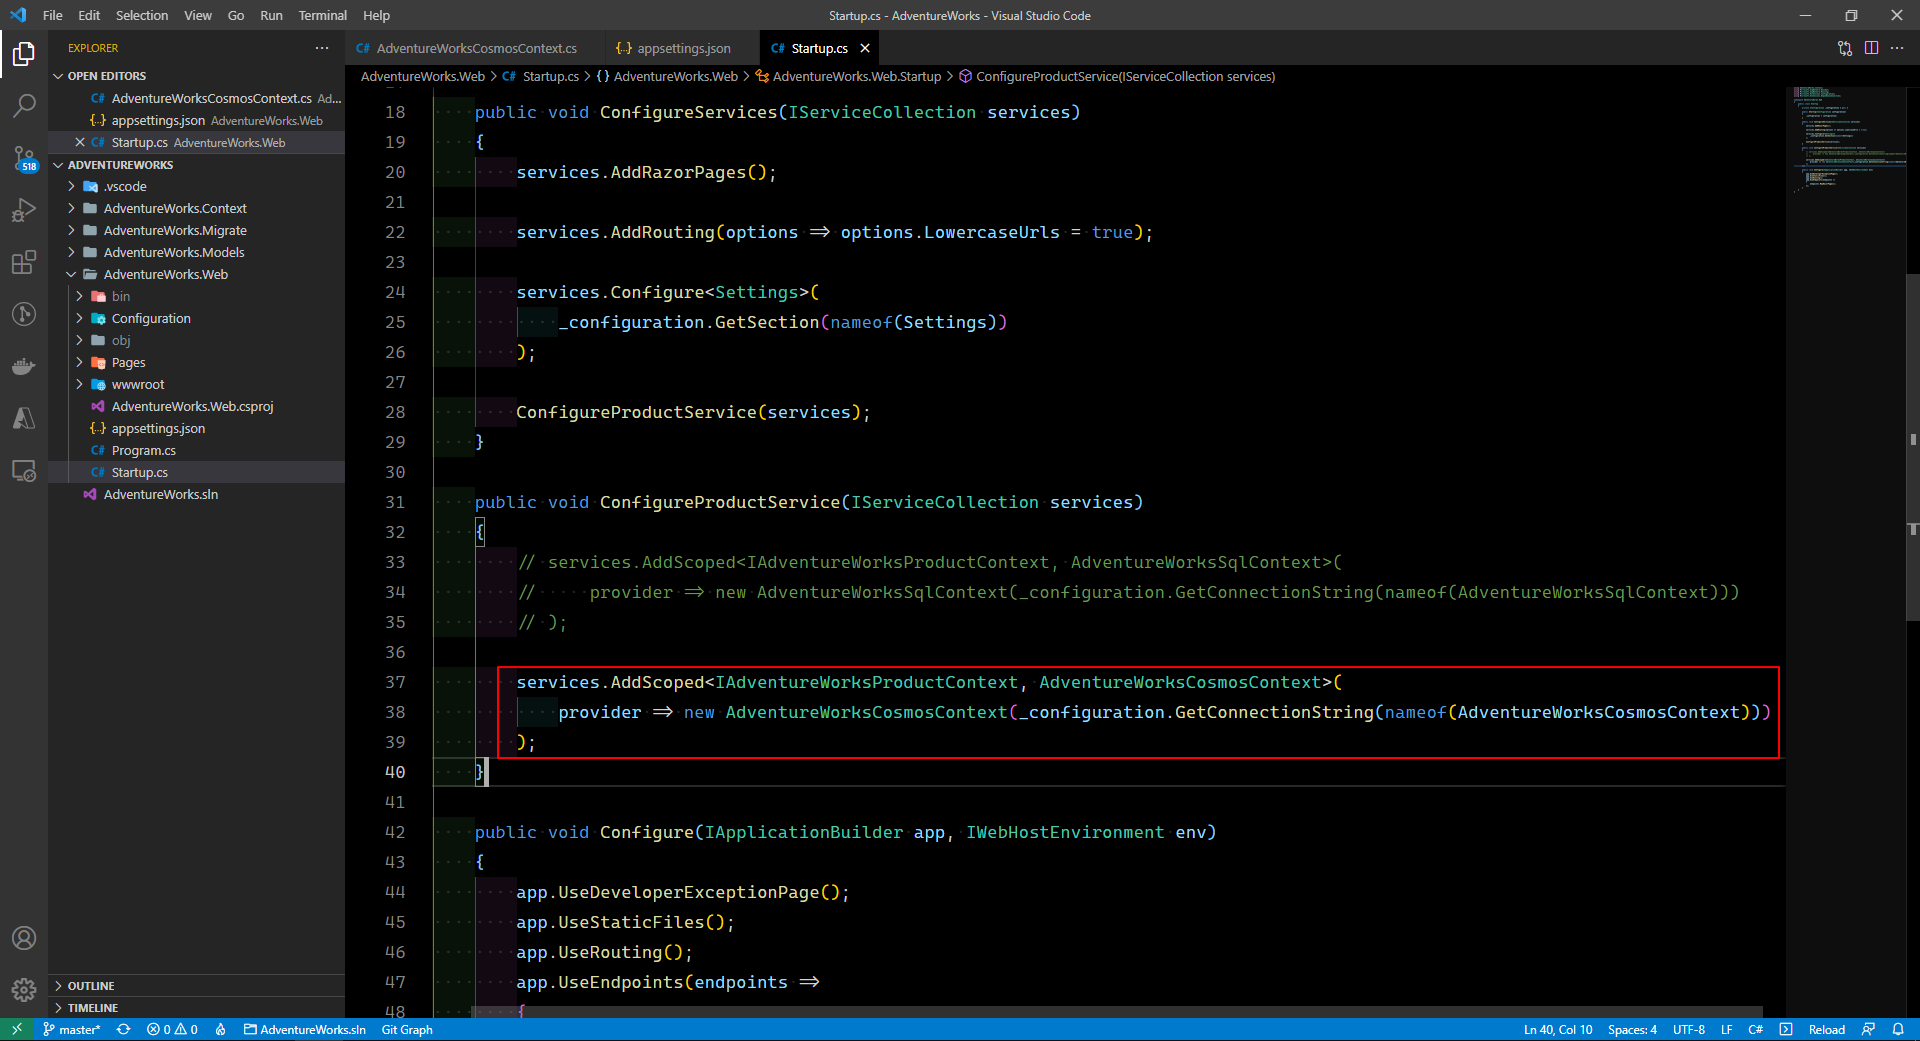 File Edit Selection View Go Run Terminal Help
Startup.cs - AdventureWorks - Visual Studio Code
EXPLORER
OPEN EDITORS
C# AdventureWorksCosmosContext.cs Ad...
{..} appsettings.json AdventureWorks.Web
C# Startup.cs AdventureWorks.Web
ADVENTUREWORKS
.vscode
AdventureWorks.Context
AdventureWorks.Migrate
AdventureWorks.Models
AdventureWorks.Web
bin
Configuration
obj
Pages
wwwroot
AdventureWorks.Web.csproj
{..} appsettings.json
C# Program.cs
C# Startup.cs
AdventureWorks.sln
OUTLINE
TIMELINE
518
C# AdventureWorksCosmosContext.cs {..} appsettings.json C# Startup.cs
AdventureWorks.Web > C# Startup.cs > {} AdventureWorks.Web > AdventureWorks.Web.Startup > ConfigureProductService(IServiceCollection services)
18 public void ConfigureServices(IServiceCollection services)
19 {
20 services.AddRazorPages();
21
22 services.AddRouting(options => options.LowercaseUrls = true);
23
24 services.Configure<Settings>(
25 _configuration.GetSection(nameof(Settings))
26 );
27
28 ConfigureProductService(services);
29 }
30
31 public void ConfigureProductService(IServiceCollection services)
32 {
33 // services.AddScoped<IAdventureWorksProductContext, AdventureWorksSqlContext>(
34 // provider => new AdventureWorksSqlContext(_configuration.GetConnectionString(nameof(AdventureWorksSqlContext)))
35 // );
36
37 services.AddScoped<IAdventureWorksProductContext, AdventureWorksCosmosContext>(
38 provider => new AdventureWorksCosmosContext(_configuration.GetConnectionString(nameof(AdventureWorksCosmosContext)))
39 );
40 }
41
42 public void Configure(IApplicationBuilder app, IWebHostEnvironment env)
43 {
44 app.UseDeveloperExceptionPage();
45 app.UseStaticFiles();
46 app.UseRouting();
47 app.UseEndpoints(endpoints =>
48 {
master* 0 0 AdventureWorks.sln Git Graph
Ln 40, Col 10 Spaces: 4 UTF-8 LF C# Reload